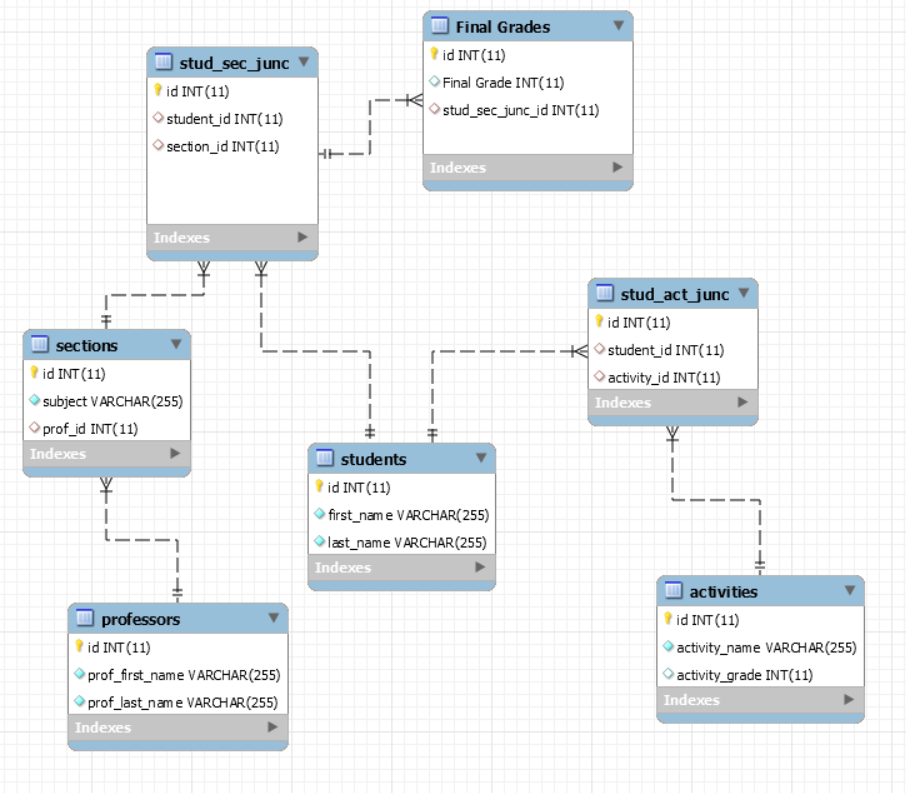 Final Grades
id INT(11)
Final Grade INT(11)
stud_sec_junc_id INT(11)
Indexes
stud_sec_junc
id INT(11)
student_id INT(11)
section_id INT(11)
Indexes
stud_act_junc
id INT(11)
student_id INT(11)
activity_id INT(11)
Indexes
sections
id INT(11)
subject VARCHAR(255)
prof_id INT(11)
Indexes
students
id INT(11)
first_name VARCHAR(255)
last_name VARCHAR(255)
Indexes
professors
id INT(11)
prof_first_name VARCHAR(255)
prof_last_name VARCHAR(255)
Indexes
activities
id INT(11)
activity_name VARCHAR(255)
activity_grade INT(11)
Indexes